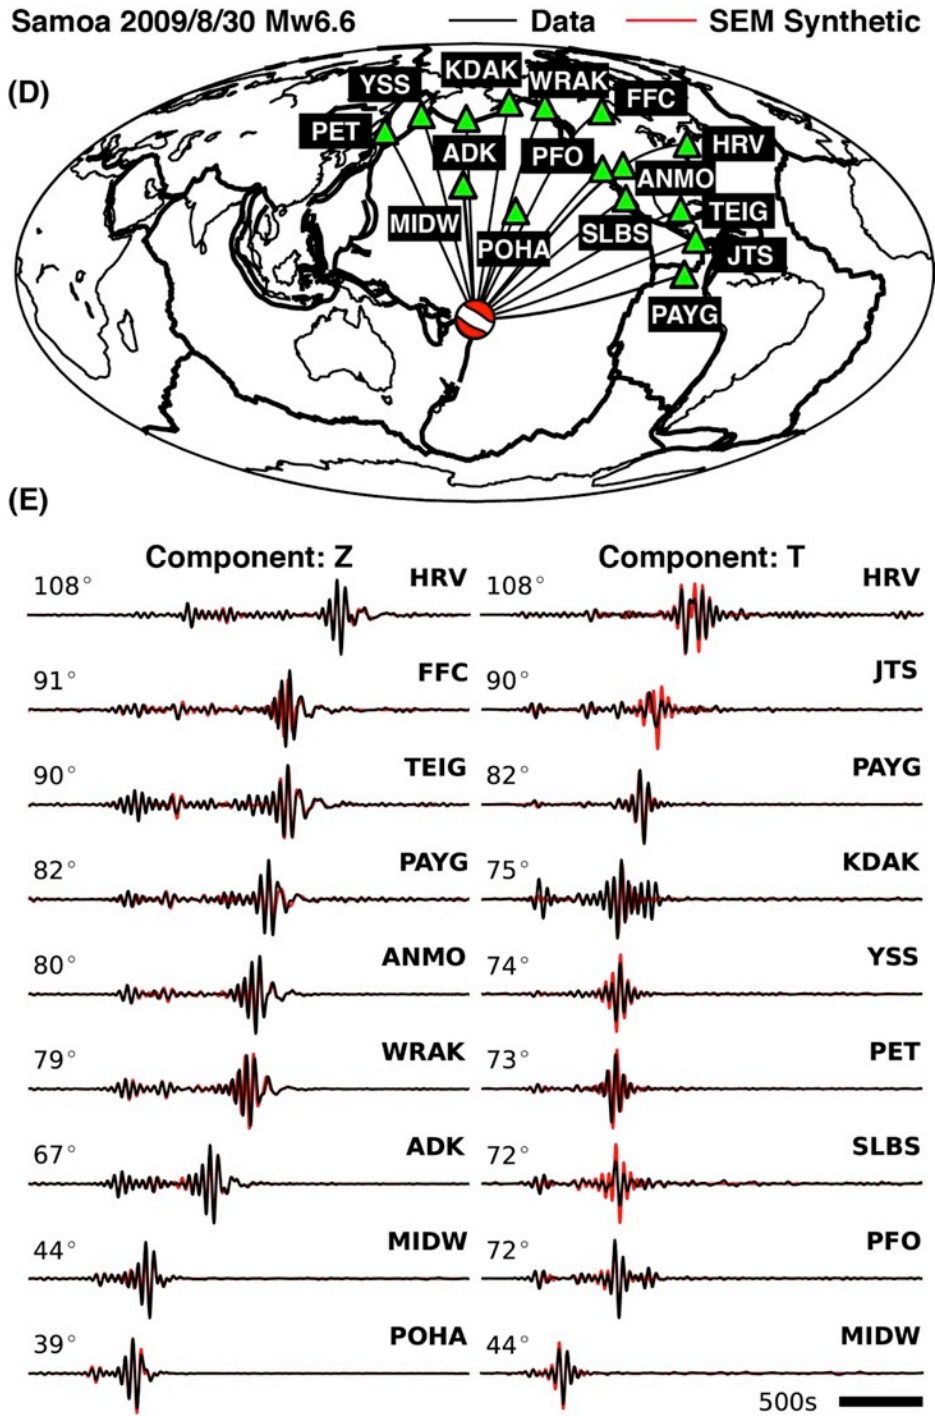 Samoa 2009/8/30 Mw6.6 Data SEM Synthetic
(D)
YSS KDAK WRAK FFC
PET ADK PFO HRV
ANMO
MIDW POHA SLBS TEIG
JTS
PAYG
(E)
Component: Z Component: T
108° HRV 108° HRV
91° FFC 90° JTS
90° TEIG 82° PAYG
82° PAYG 75° KDAK
80° ANMO 74° YSS
79° WRAK 73° PET
67° ADK 72° SLBS
44° MIDW 72° PFO
39° POHA 44° MIDW
500s